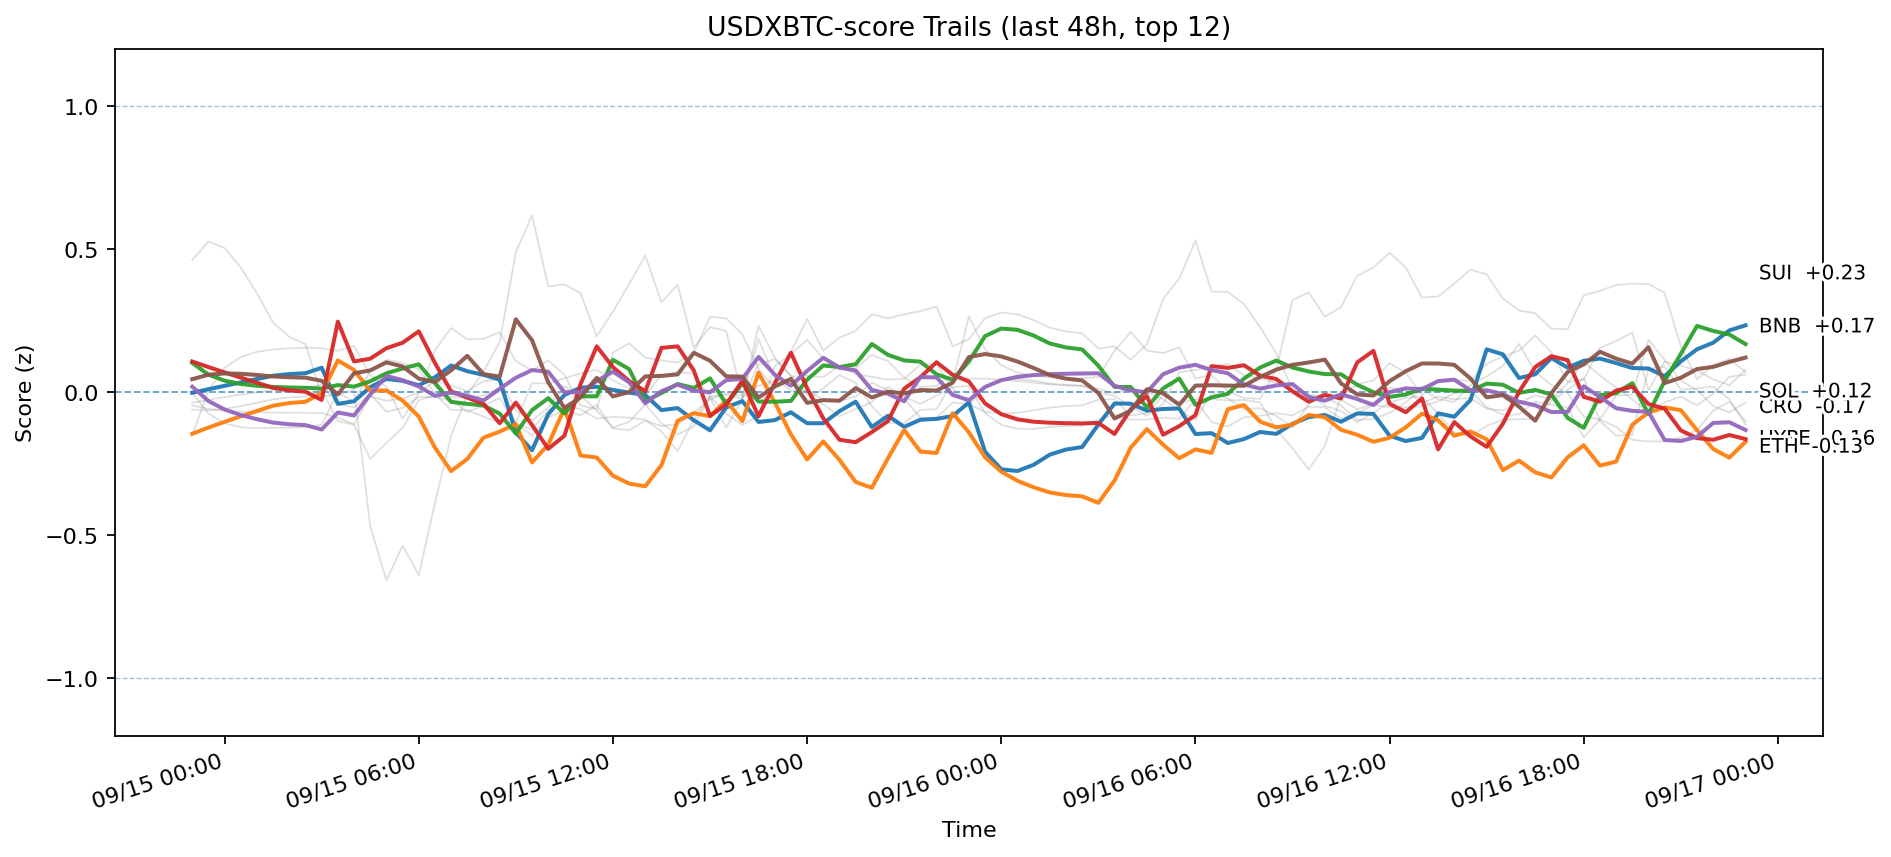 USDXBTC-score Trails (last 48h, top 12)
Score (z)
1.0
0.5
0.0
−0.5
−1.0
SUI +0.23
BNB +0.17
SOL +0.12
CRO -0.17
HYPE -0.16
ETH -0.13
09/15 00:00
09/15 06:00
09/15 12:00
09/15 18:00
09/16 00:00
09/16 06:00
09/16 12:00
09/16 18:00
09/17 00:00
Time